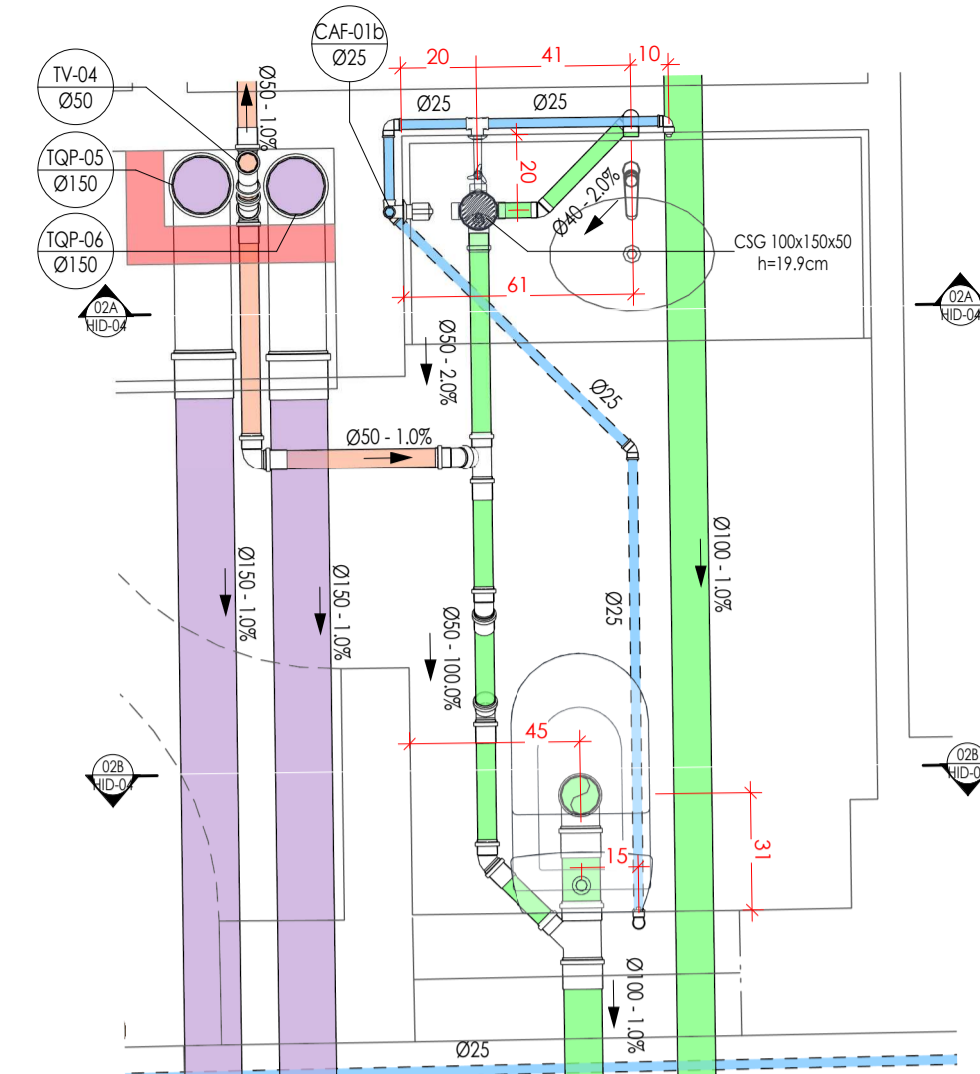 CAF-01b
Ø25
20
41
10
TV-04
Ø50
Ø50 - 1.0%
Ø25
Ø25
TQP-05
Ø150
20
Ø40 - 2.0%
TQP-06
Ø150
CSG 100x150x50
h=19.9cm
61
02A
HID-04
02A
HID-04
Ø50 - 2.0%
Ø25
Ø50 - 1.0%
Ø150 - 1.0%
Ø150 - 1.0%
Ø50 - 100.0%
Ø25
Ø100 - 1.0%
45
02B
HID-04
02B
HID-0
31
15
Ø100 - 1.0%
Ø25